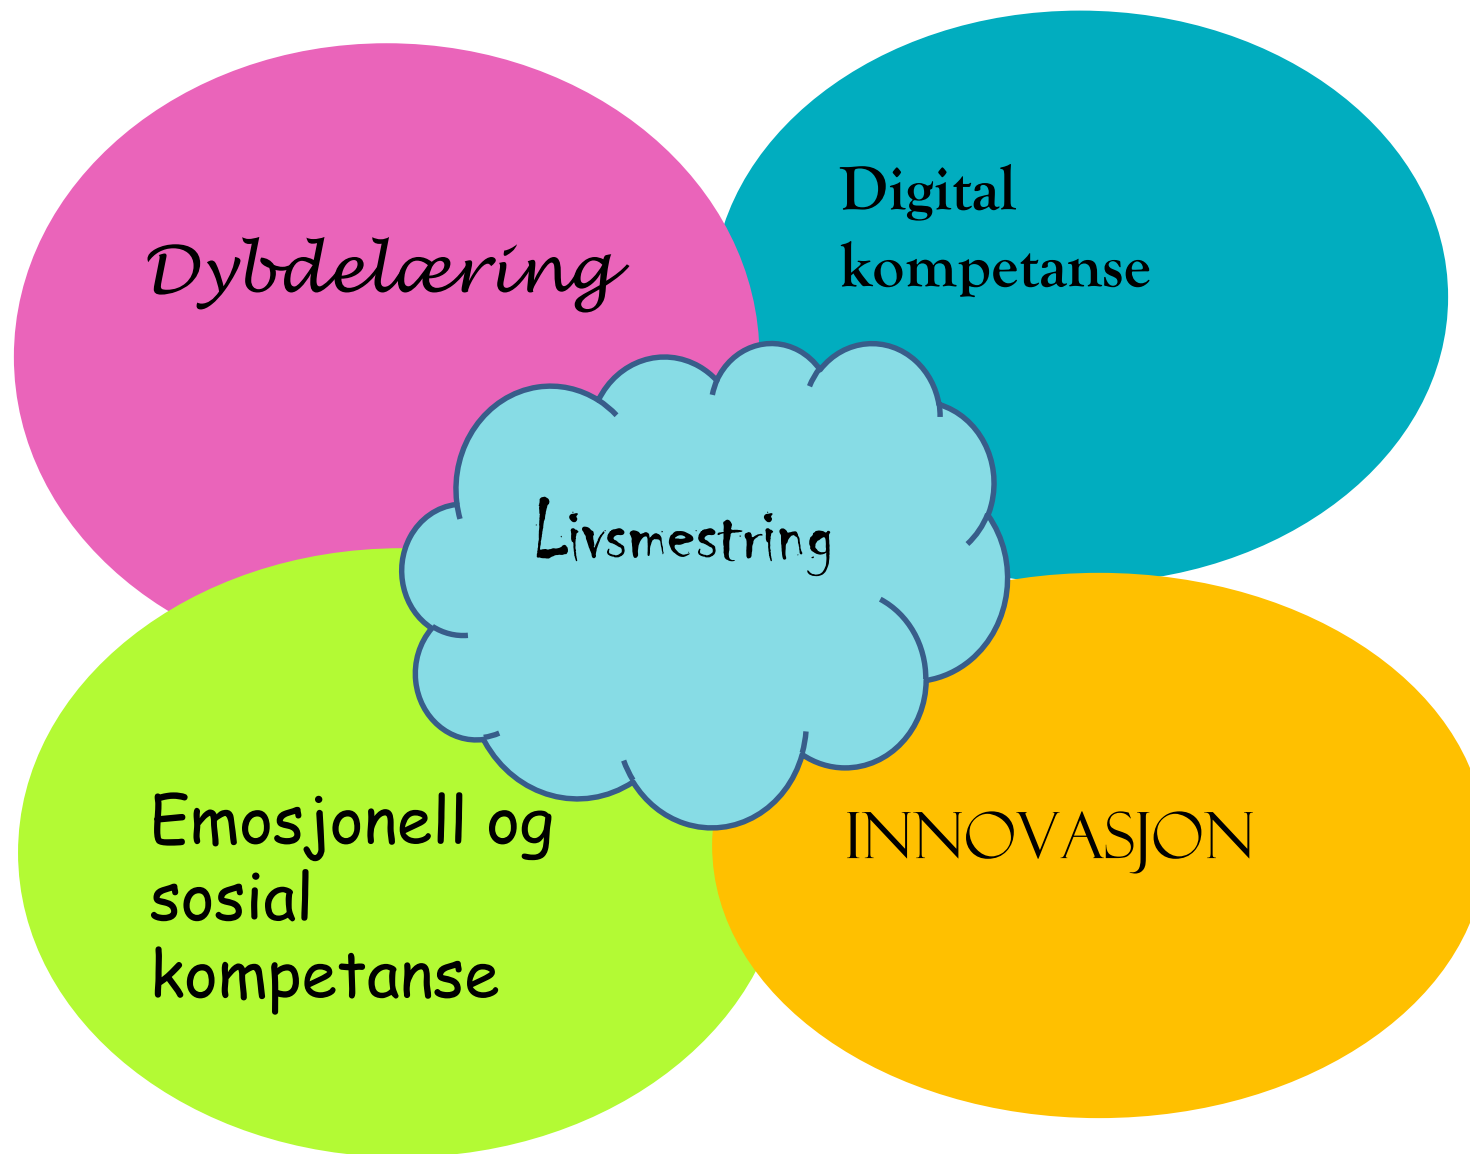 Dybdelæring
Digital
kompetanse
Livsmestring
Emosjonell og
sosial
kompetanse
INNOVASJON